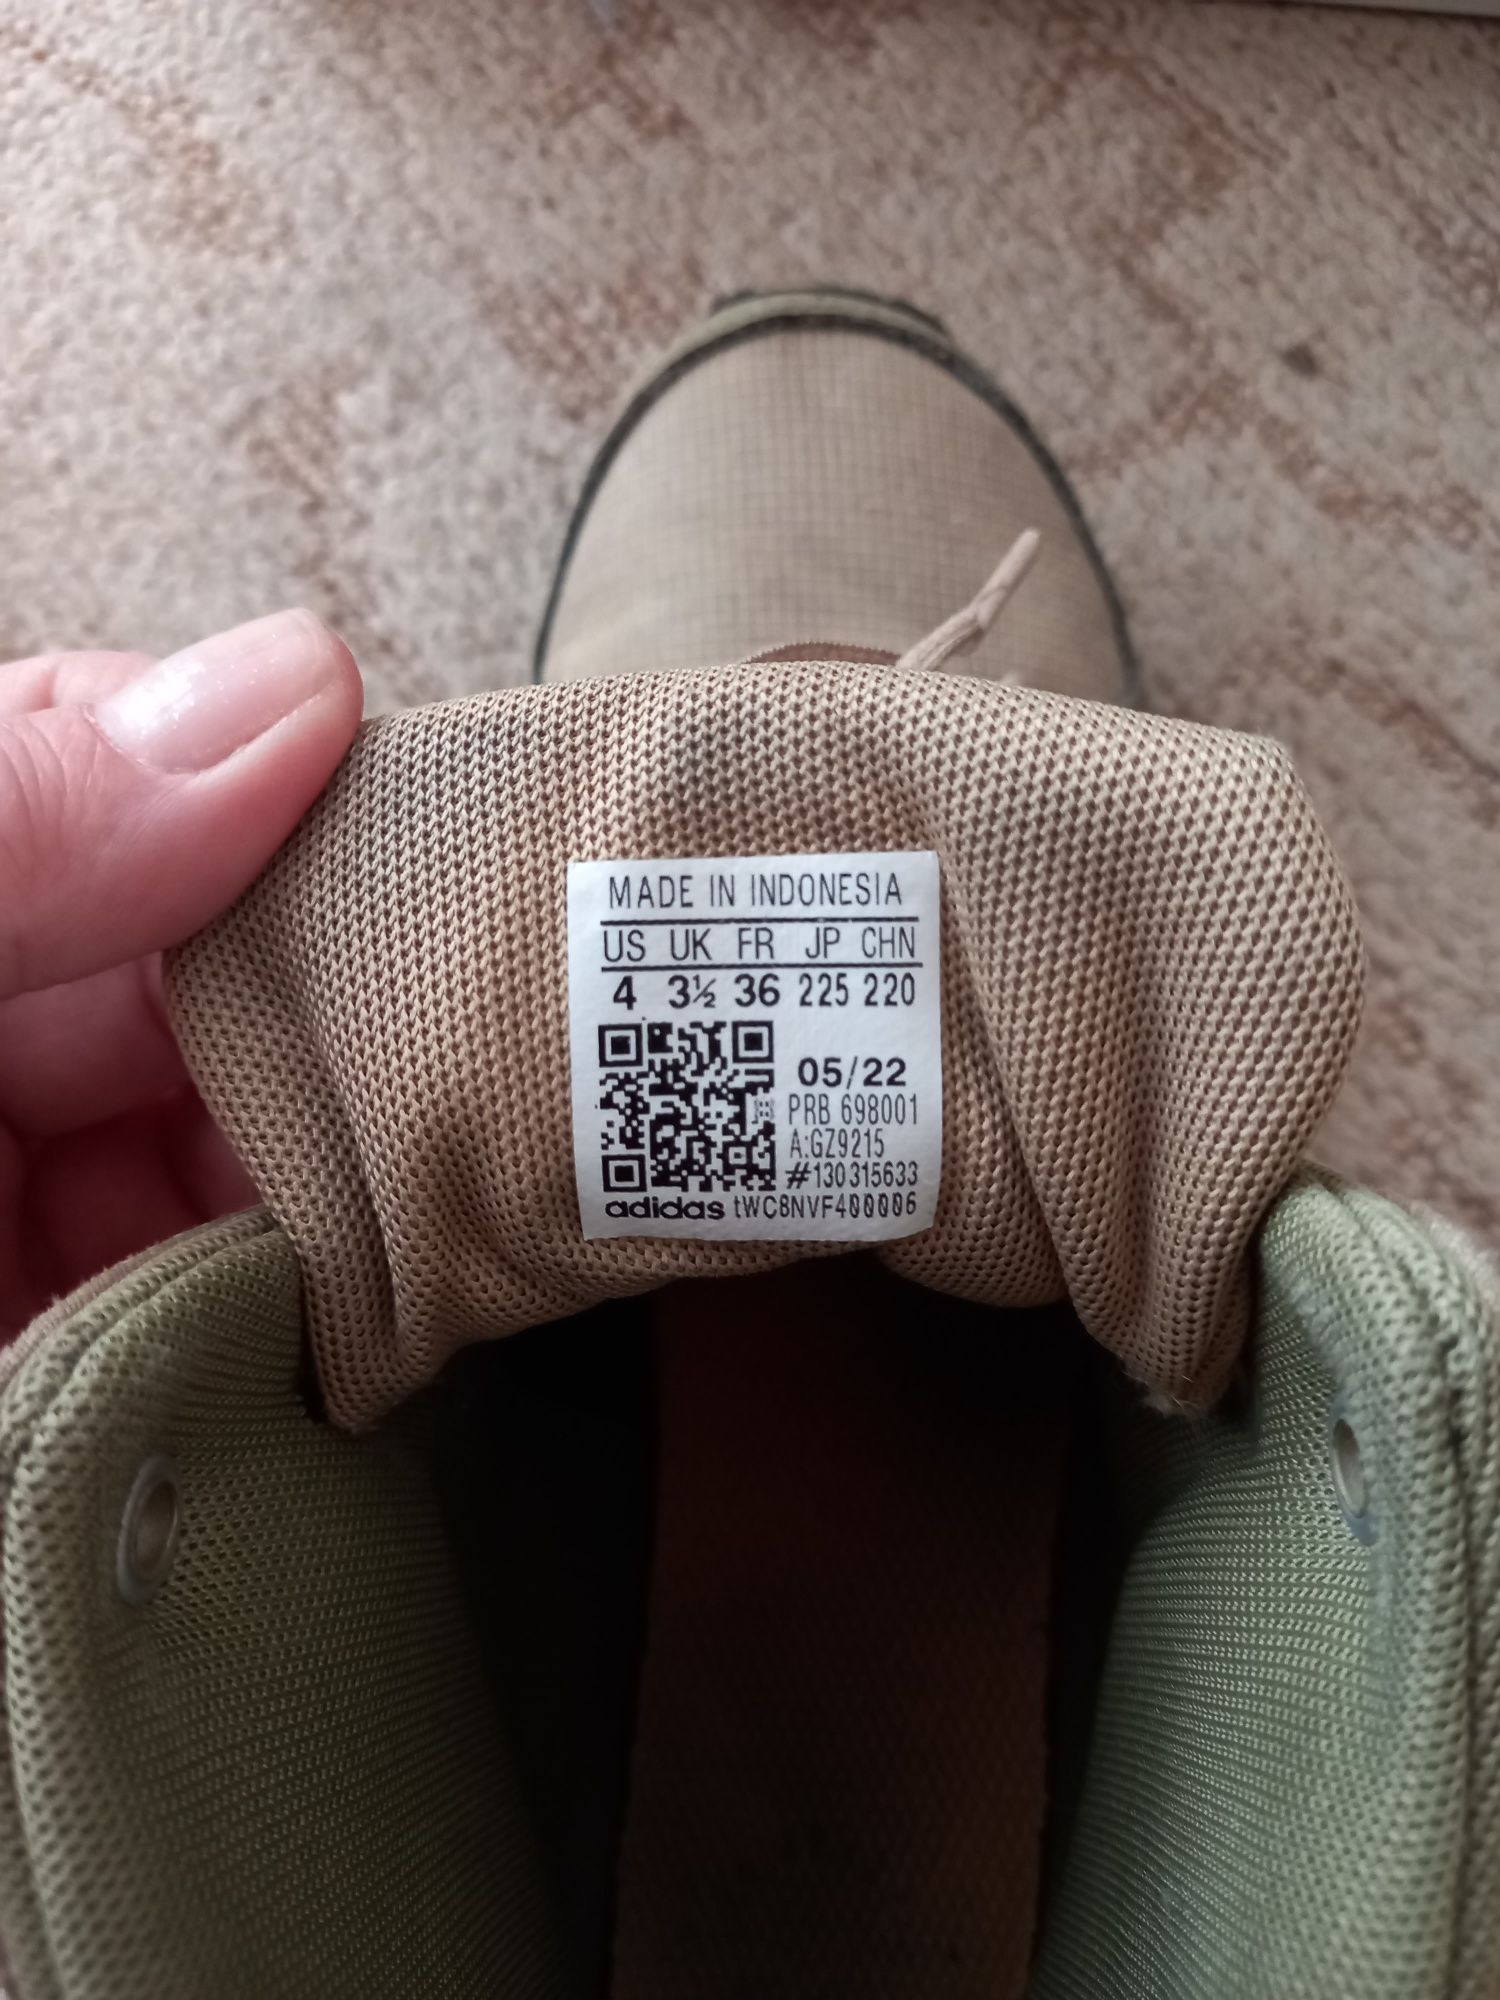 MADE IN INDONESIA
US UK FR JP CHN
4 3½ 36 225 220
05/22
PRB 698001
A:GZ9215
#130315633
adidas tWC8NVF400006